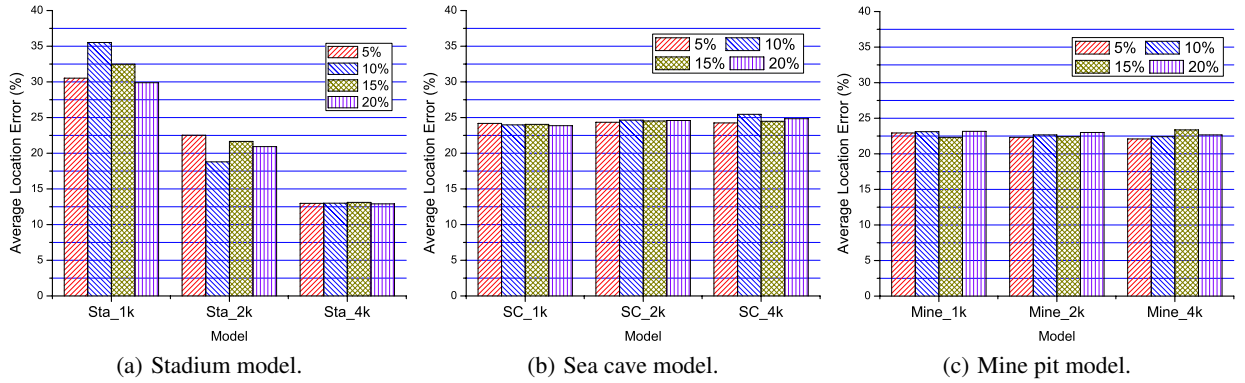 40
35
30
25
20
15
10
5
0
Average Location Error (%)
5%
10%
15%
20%
Sta_1k Sta_2k Sta_4k
Model
(a) Stadium model.
40
35
30
25
20
15
10
5
0
Average Location Error (%)
5% 10%
15% 20%
SC_1k SC_2k SC_4k
Model
(b) Sea cave model.
40
35
30
25
20
15
10
5
0
Average Location Error (%)
5% 10%
15% 20%
Mine_1k Mine_2k Mine_4k
Model
(c) Mine pit model.